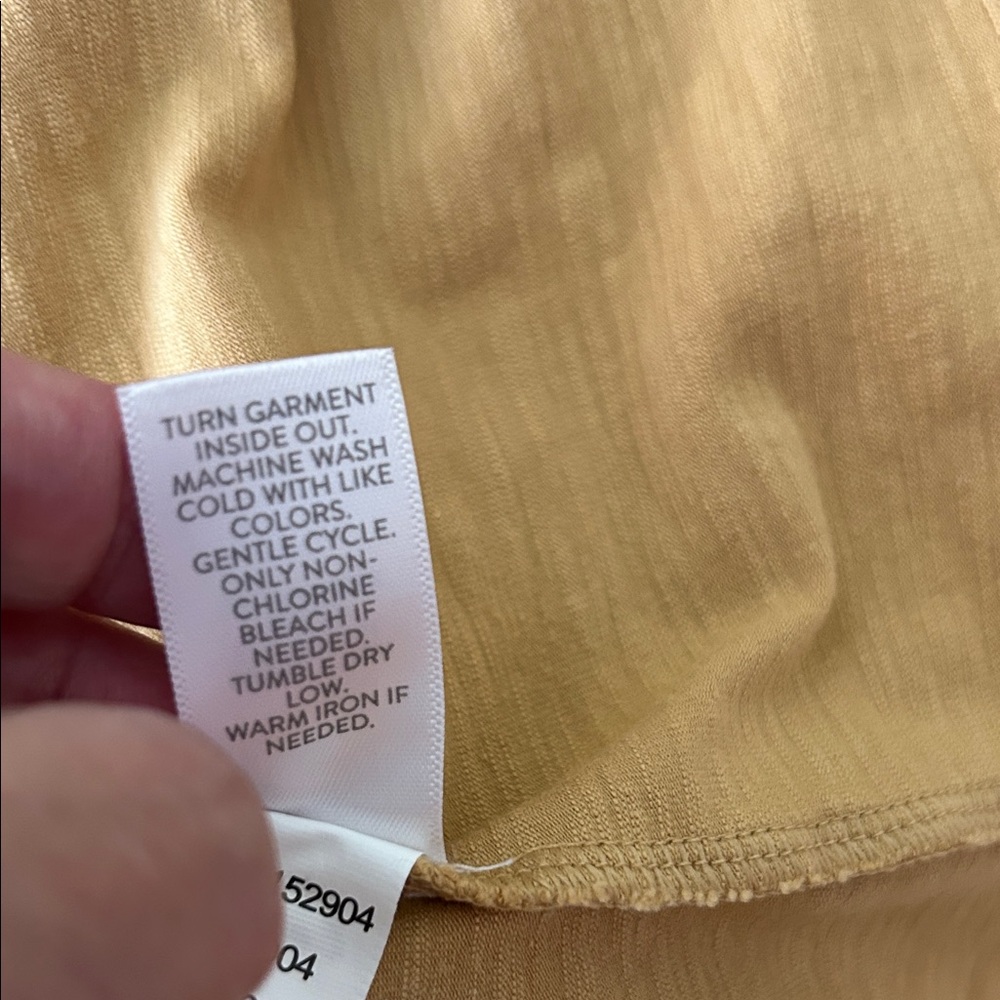 TURN GARMENT
INSIDE OUT.
MACHINE WASH
COLD WITH LIKE
COLORS.
GENTLE CYCLE.
ONLY NON-
CHLORINE
BLEACH IF
NEEDED.
TUMBLE DRY
LOW.
WARM IRON IF
NEEDED.
52904
04